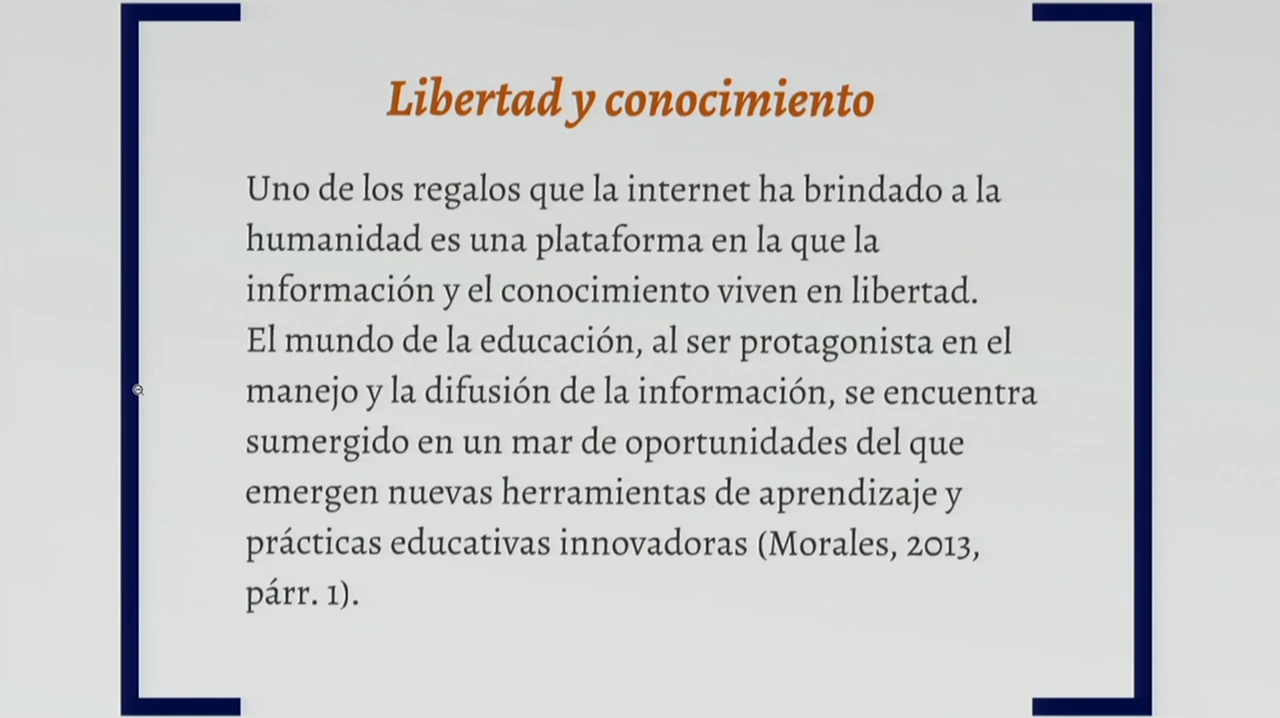 Libertad y conocimiento
Uno de los regalos que la internet ha brindado a la
humanidad es una plataforma en la que la
información y el conocimiento viven en libertad.
El mundo de la educación, al ser protagonista en el
manejo y la difusión de la información, se encuentra
sumergido en un mar de oportunidades del que
emergen nuevas herramientas de aprendizaje y
prácticas educativas innovadoras (Morales, 2013,
párr. 1).